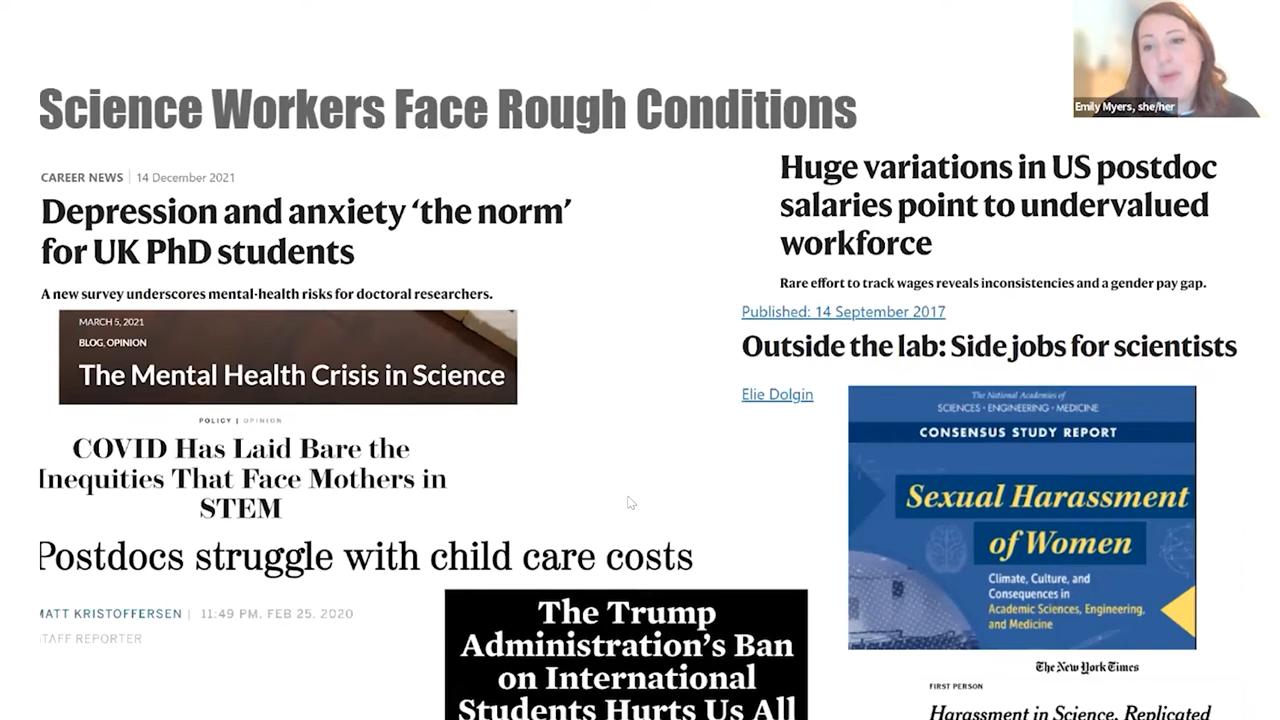 Emily Myers, she/her
Science Workers Face Rough Conditions
CAREER NEWS | 14 December 2021
Depression and anxiety ‘the norm’
for UK PhD students
A new survey underscores mental-health risks for doctoral researchers.
MARCH 5, 2021
BLOG, OPINION
The Mental Health Crisis in Science
POLICY | OPINION
COVID Has Laid Bare the
Inequities That Face Mothers in
STEM
Postdocs struggle with child care costs
MATT KRISTOFFERSEN | 11:49 PM, FEB 25, 2020
STAFF REPORTER
The Trump
Administration’s Ban
on International
Students Hurts Us All
Huge variations in US postdoc
salaries point to undervalued
workforce
Rare effort to track wages reveals inconsistencies and a gender pay gap.
Published: 14 September 2017
Outside the lab: Side jobs for scientists
Elie Dolgin
The National Academies of
SCIENCES • ENGINEERING • MEDICINE
CONSENSUS STUDY REPORT
Sexual Harassment
of Women
Climate, Culture, and
Consequences in
Academic Sciences, Engineering,
and Medicine
The New York Times
FIRST PERSON
Harassment in Science, Replicated